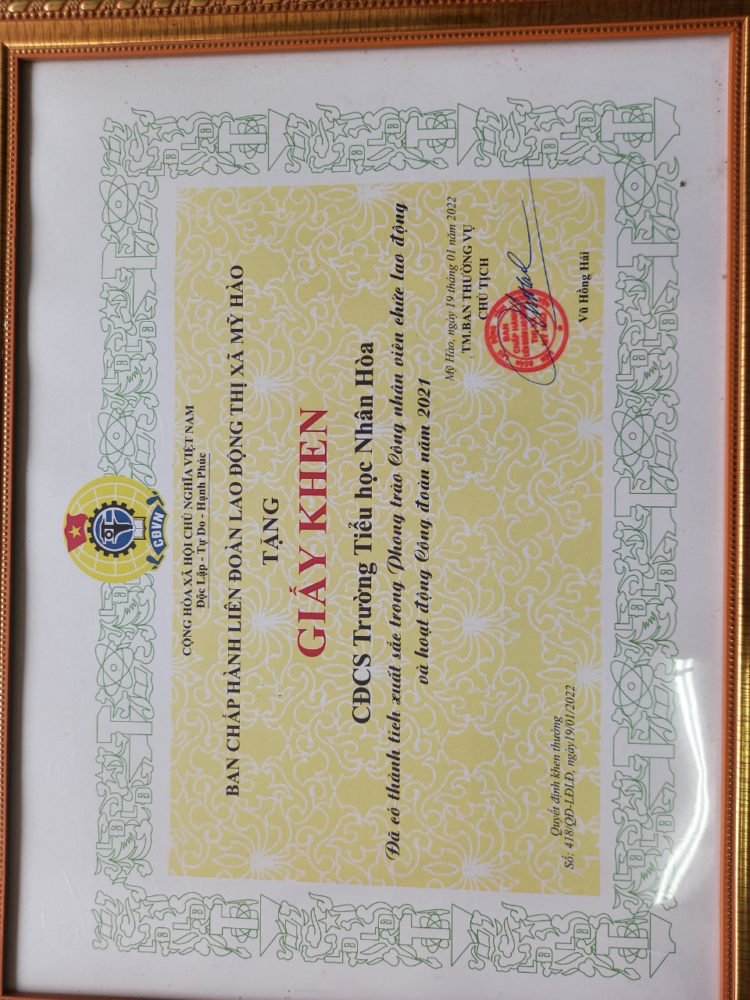 CĐVN
CỘNG HÒA XÃ HỘI CHỦ NGHĨA VIỆT NAM
Độc Lập - Tự Do - Hạnh Phúc
BAN CHẤP HÀNH LIÊN ĐOÀN LAO ĐỘNG THỊ XÃ MỸ HÀO
TẶNG
GIẤY KHEN
CĐCS Trường Tiểu học Nhân Hòa
Đã có thành tích xuất sắc trong Phong trào Công nhân viên chức lao động
và hoạt động Công đoàn năm 2021
Mỹ Hào, ngày 19 tháng 01 năm 2022
TM.BAN THƯỜNG VỤ
CHỦ TỊCH
BAN
CHẤP HÀNH
Vũ Hồng Hải
Quyết định khen thưởng
Số: 418/QĐ-LĐLĐ, ngày19/01/2022